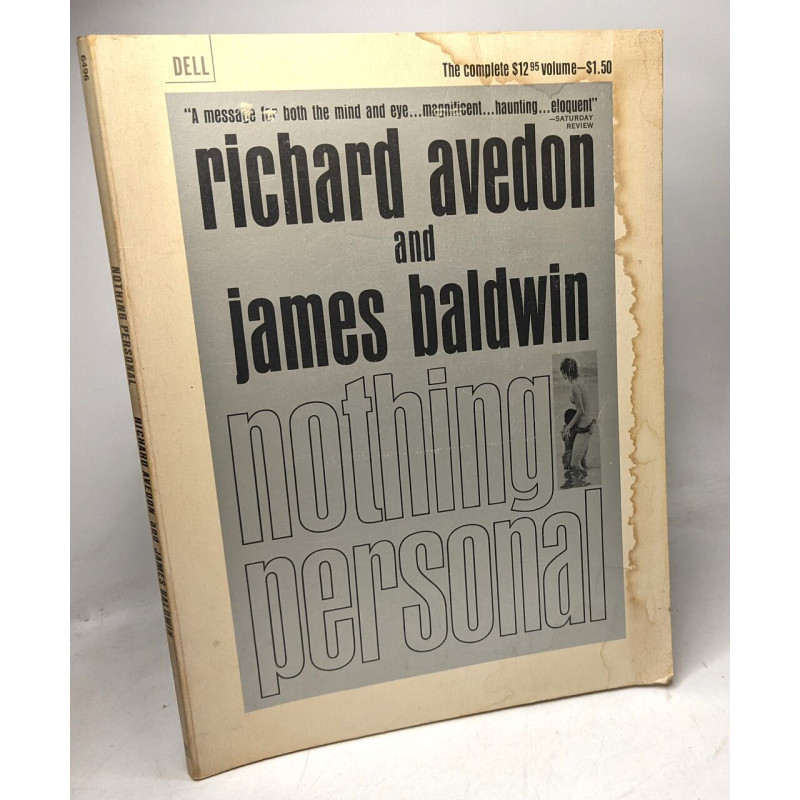 DELL
The complete $12.95 volume—$1.50
"A message for both the mind and eye...magnificent...haunting...eloquent"
—SATURDAY
REVIEW
richard avedon
and
james baldwin
nothing
personal
6496
NOTHING PERSONAL RICHARD AVEDON and JAMES BALDWIN